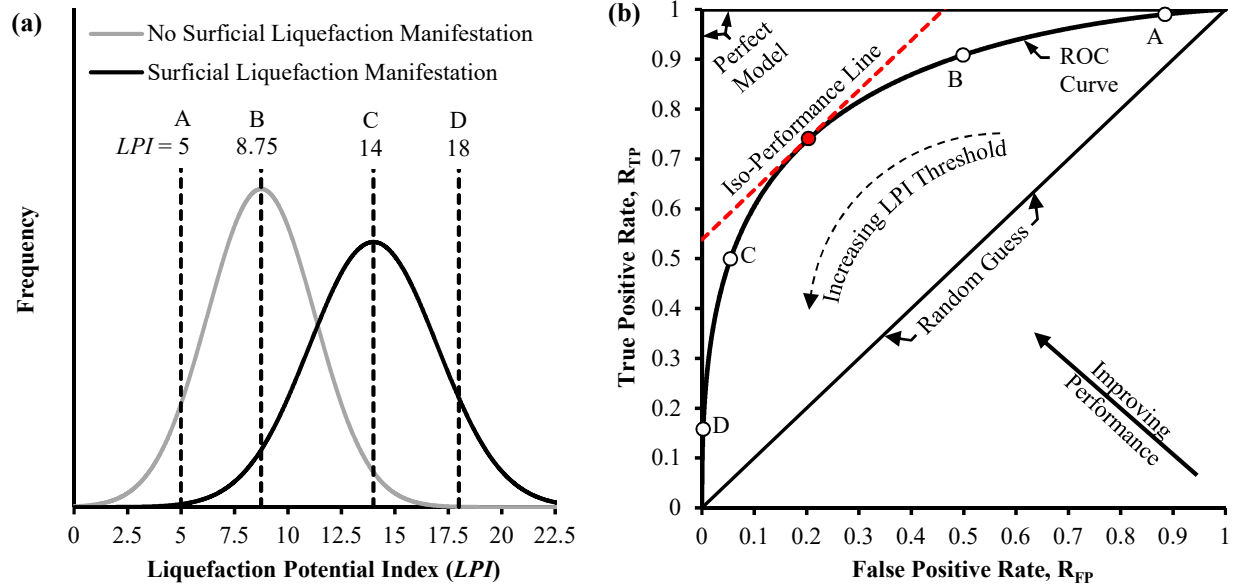 (a)
No Surficial Liquefaction Manifestation
Surficial Liquefaction Manifestation
A B C D
LPI = 5 8.75 14 18
Frequency
0 2.5 5 7.5 10 12.5 15 17.5 20 22.5
Liquefaction Potential Index (LPI)
(b)
1
0.9
0.8
0.7
0.6
0.5
0.4
0.3
0.2
0.1
0
True Positive Rate, RTP
Perfect
Model
Iso-Performance Line
A
B
ROC
Curve
C
D
Increasing LPI Threshold
Random Guess
Improving
Performance
0 0.1 0.2 0.3 0.4 0.5 0.6 0.7 0.8 0.9 1
False Positive Rate, RFP